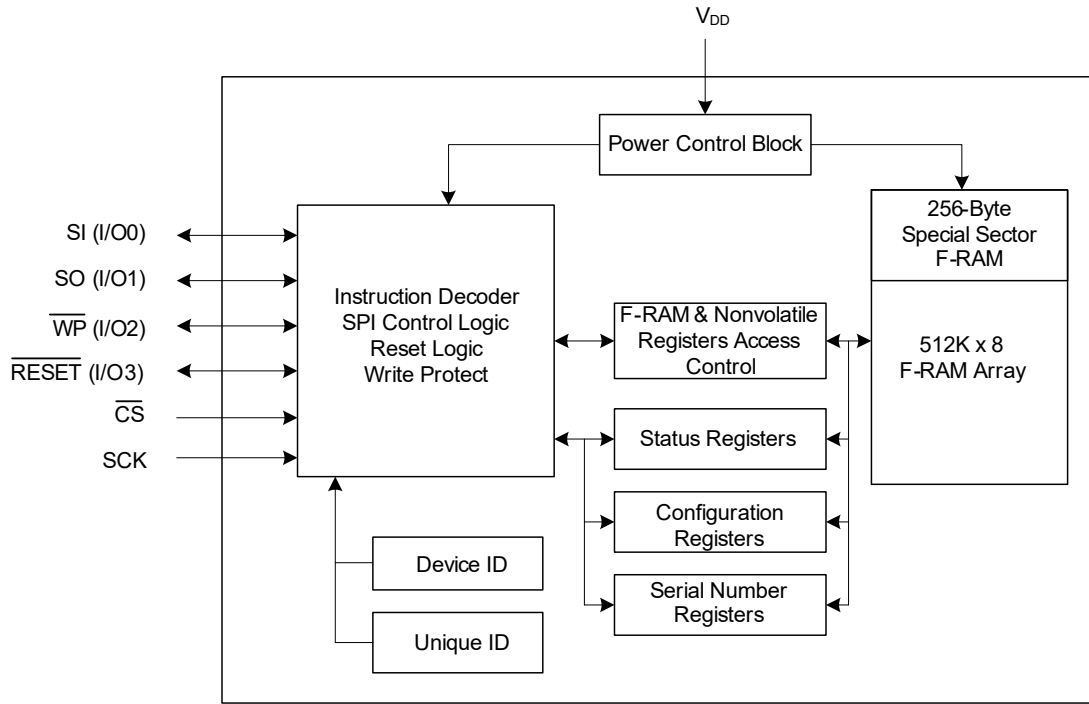 VDD
Power Control Block
256-Byte
Special Sector
F-RAM
SI (I/O0)
SO (I/O1)
WP (I/O2)
RESET (I/O3)
CS
SCK
Instruction Decoder
SPI Control Logic
Reset Logic
Write Protect
F-RAM & Nonvolatile
Registers Access
Control
512K x 8
F-RAM Array
Status Registers
Configuration
Registers
Serial Number
Registers
Device ID
Unique ID